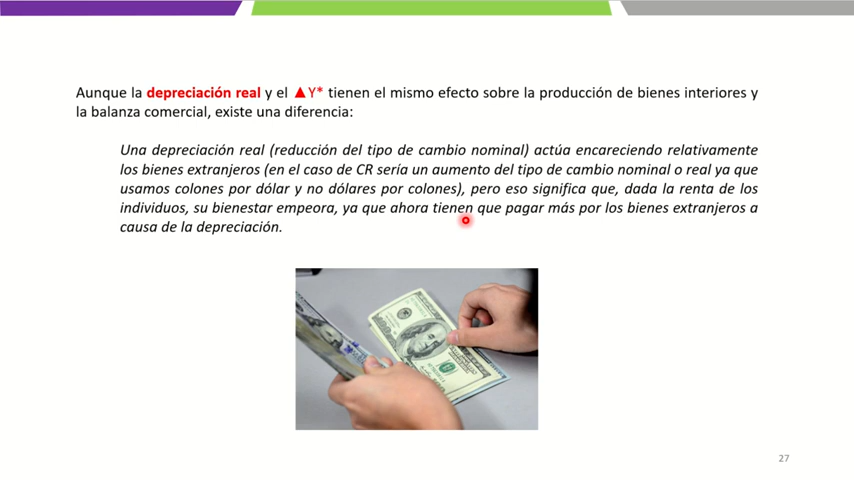 Aunque la depreciación real y el ▲Y* tienen el mismo efecto sobre la producción de bienes interiores y
la balanza comercial, existe una diferencia:
Una depreciación real (reducción del tipo de cambio nominal) actúa encareciendo relativamente
los bienes extranjeros (en el caso de CR sería un aumento del tipo de cambio nominal o real ya que
usamos colones por dólar y no dólares por colones), pero eso significa que, dada la renta de los
individuos, su bienestar empeora, ya que ahora tienen que pagar más por los bienes extranjeros a
causa de la depreciación.
27